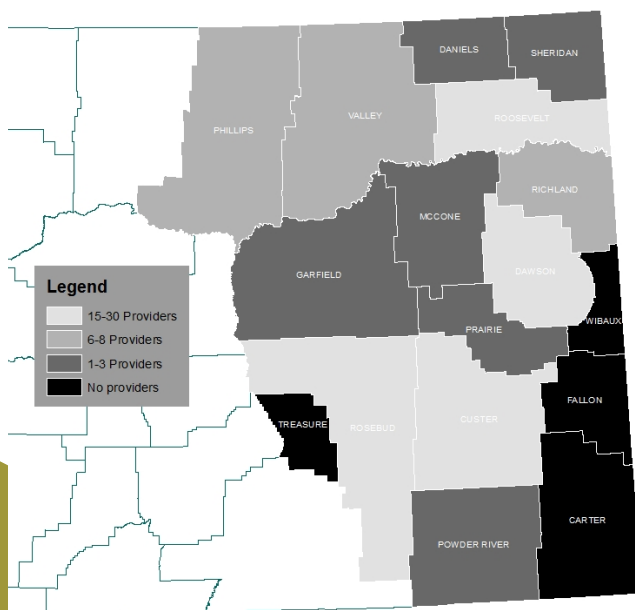 DANIELS
SHERIDAN
PHILLIPS
VALLEY
ROOSEVELT
RICHLAND
MCCONE
GARFIELD
DAWSON
WIBAUX
PRAIRIE
Legend
15-30 Providers
6-8 Providers
1-3 Providers
No providers
FALLON
TREASURE
ROSEBUD
CUSTER
CARTER
POWDER RIVER